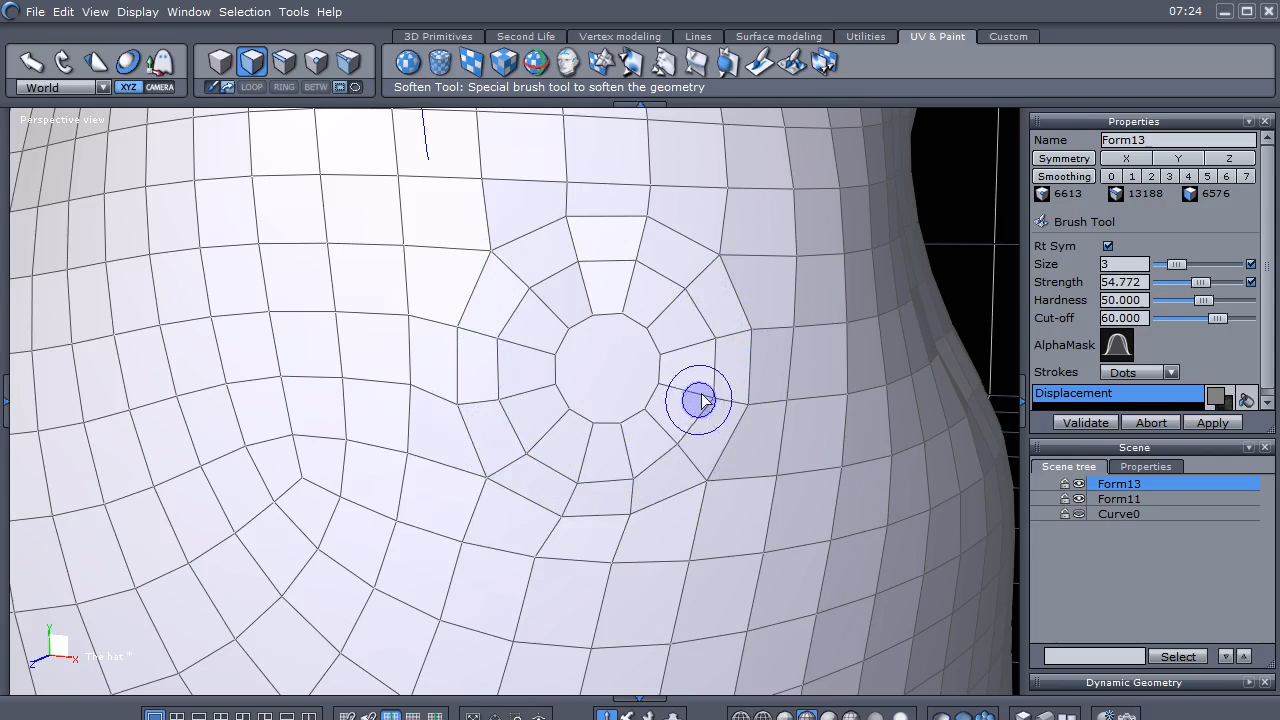 File Edit View Display Window Selection Tools Help 07:24
3D Primitives Second Life Vertex modeling Lines Surface modeling Utilities UV & Paint Custom
World XYZ CAMERA LOOP RING BETW
Soften Tool: Special brush tool to soften the geometry
Perspective view
Properties
Name Form13
Symmetry X Y Z
Smoothing 0 1 2 3 4 5 6 7
6613 13188 6576
Brush Tool
Rt Sym
Size 3
Strength 54.772
Hardness 50.000
Cut-off 60.000
AlphaMask
Strokes Dots
Displacement
Validate Abort Apply
Scene
Scene tree Properties
Form13
Form11
Curve0
Select
Dynamic Geometry
y
z x
The hat *